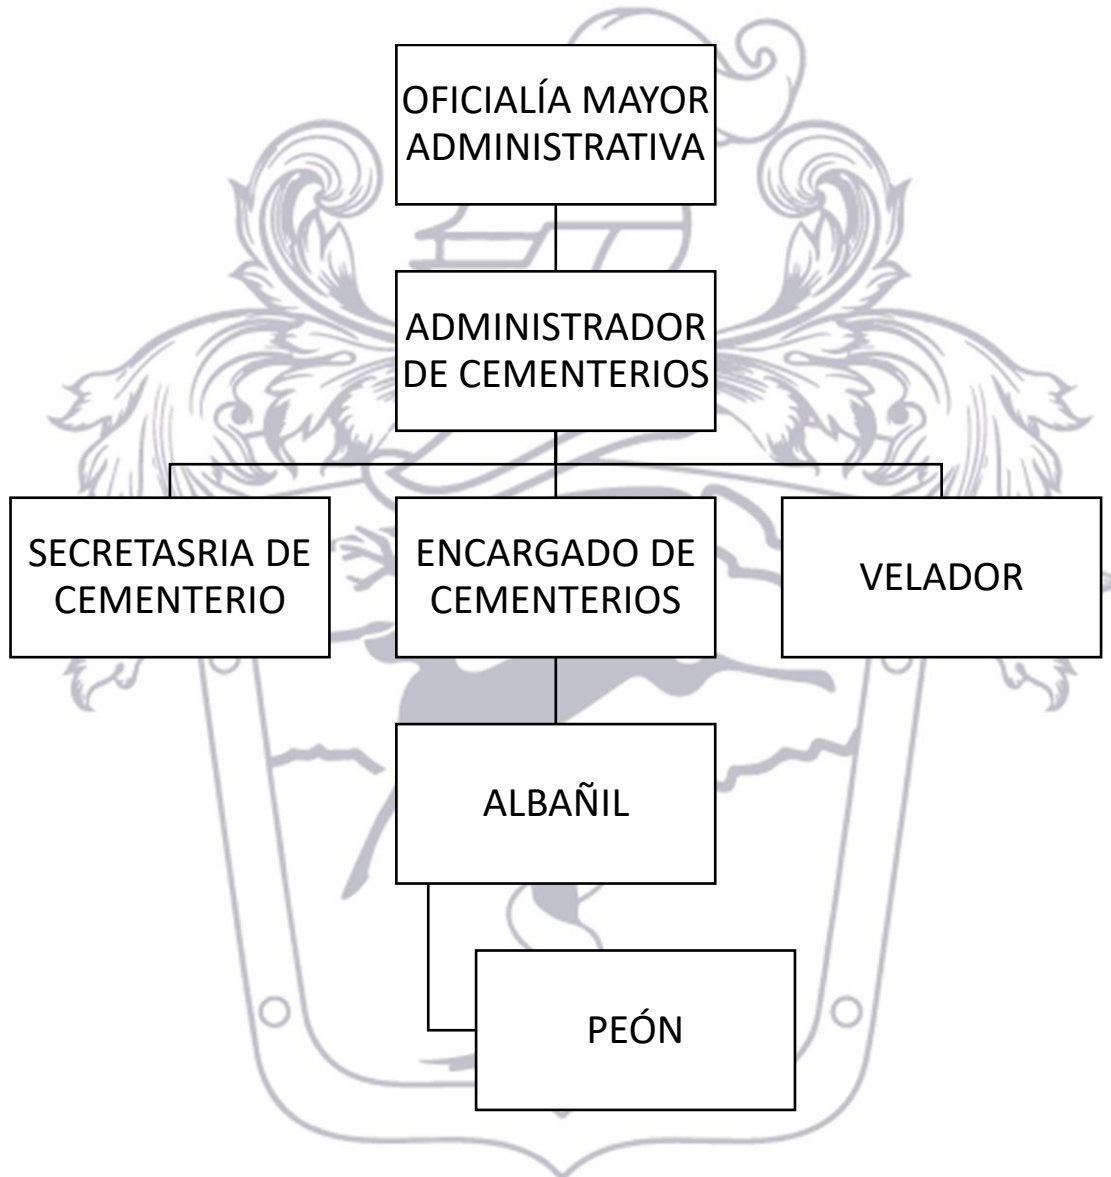 OFICIALÍA MAYOR
ADMINISTRATIVA
ADMINISTRADOR
DE CEMENTERIOS
SECRETASRIA DE
CEMENTERIO
ENCARGADO DE
CEMENTERIOS
VELADOR
ALBAÑIL
PEÓN